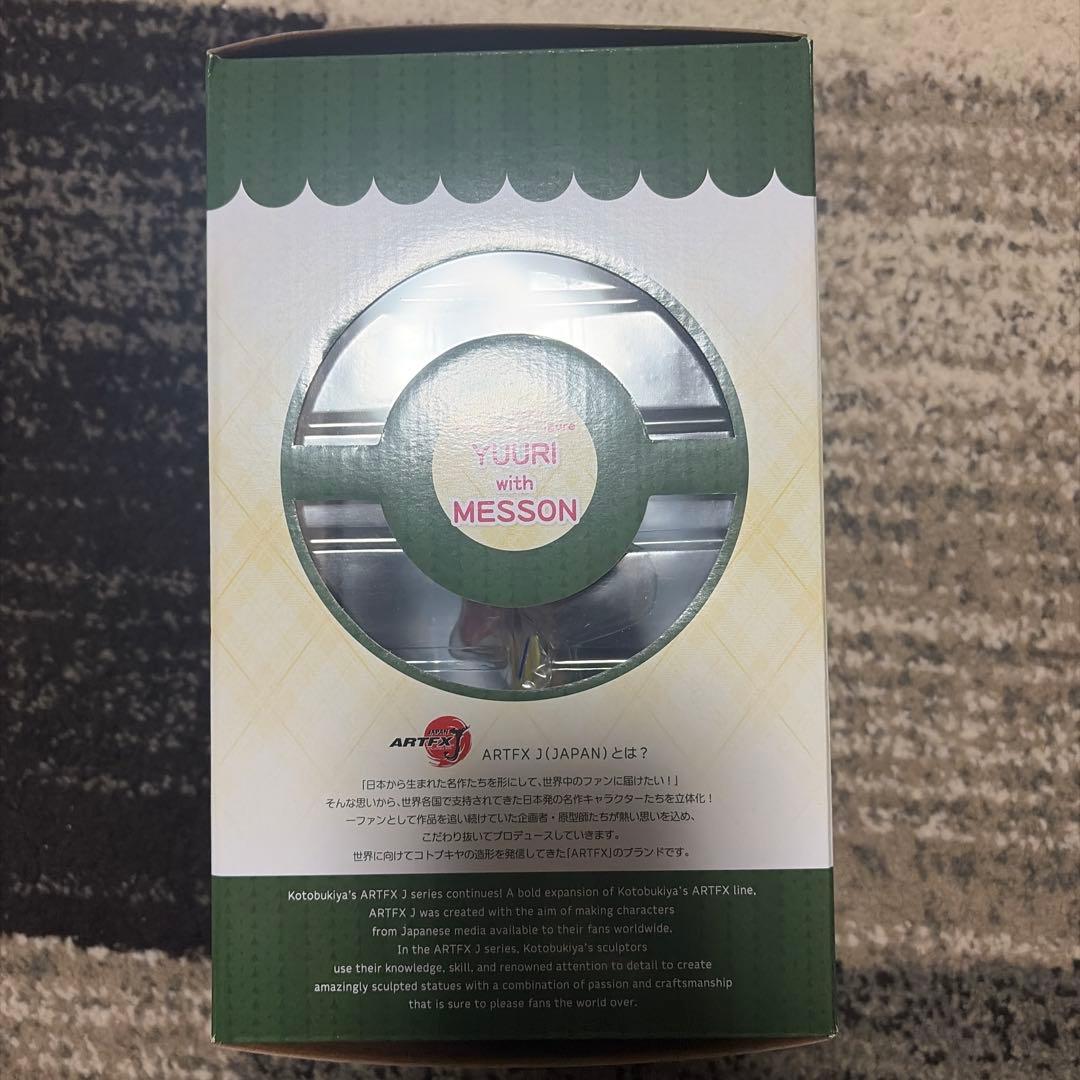 YUURI
with
MESSON
JAPAN
ARTFX J
ARTFX J(JAPAN)とは?
「日本から生まれた名作たちを形にして、世界中のファンに届けたい!」
そんな思いから、世界各国で支持されてきた日本発の名作キャラクターたちを立体化!
一ファンとして作品を追い続けていた企画者・原型師たちが熱い思いを込め、
こだわり抜いてプロデュースしていきます。
世界に向けてコトブキヤの造形を発信してきた「ARTFX」のブランドです。
Kotobukiya's ARTFX J series continues! A bold expansion of Kotobukiya's ARTFX line,
ARTFX J was created with the aim of making characters
from Japanese media available to their fans worldwide.
In the ARTFX J series, Kotobukiya's sculptors
use their knowledge, skill, and renowned attention to detail to create
amazingly sculpted statues with a combination of passion and craftsmanship
that is sure to please fans the world over.